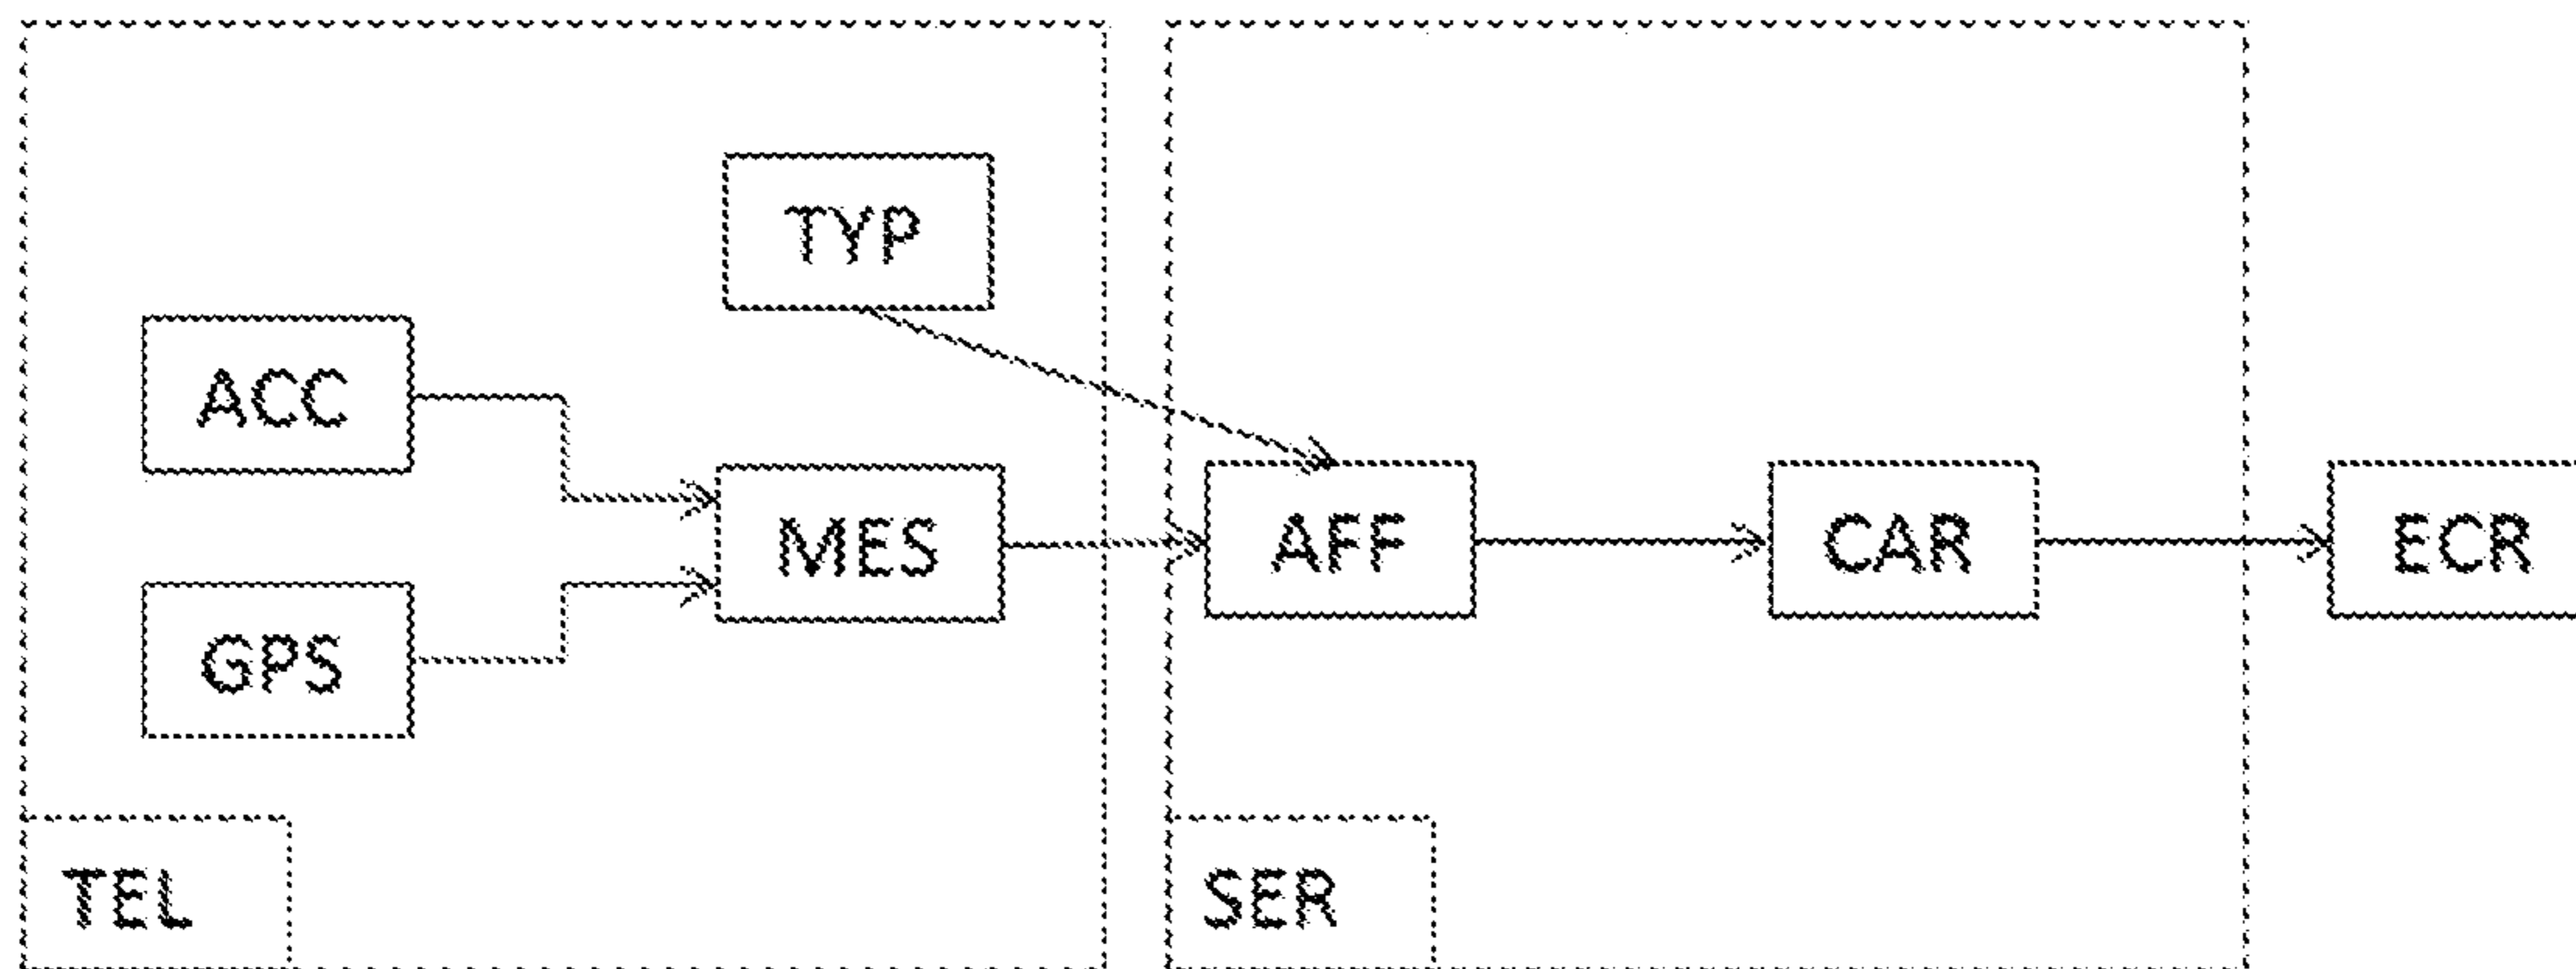 TYP
ACC
MES
AFF
CAR
ECR
GPS
TEL
SER